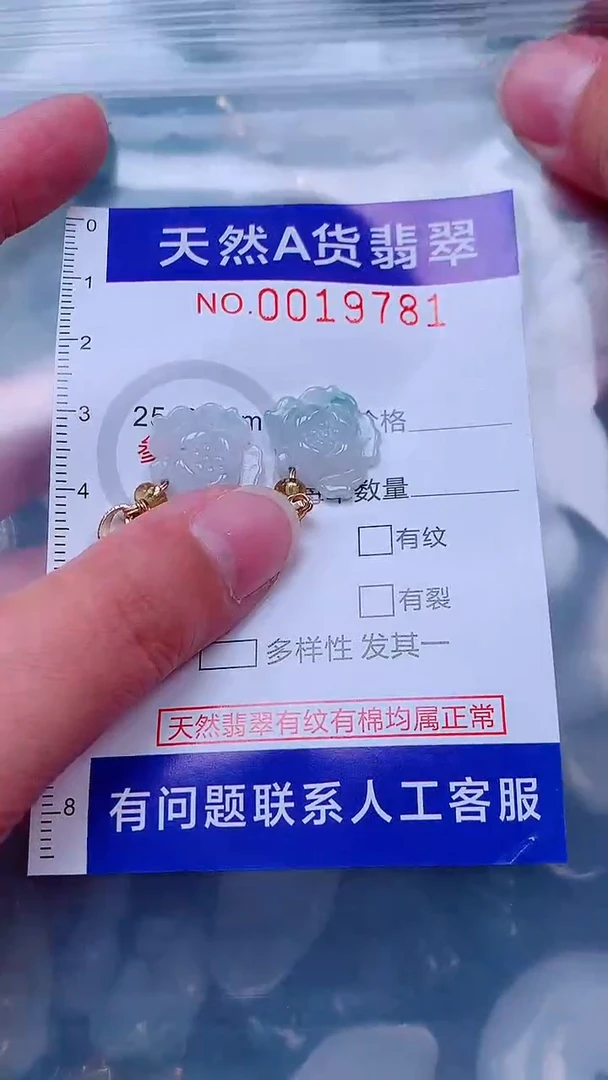 天然A货翡翠
NO.0019781
0
1
2
3
4
8
25 m 格
数量
有纹
有裂
多样性 发其一
天然翡翠有纹有棉均属正常
有问题联系人工客服